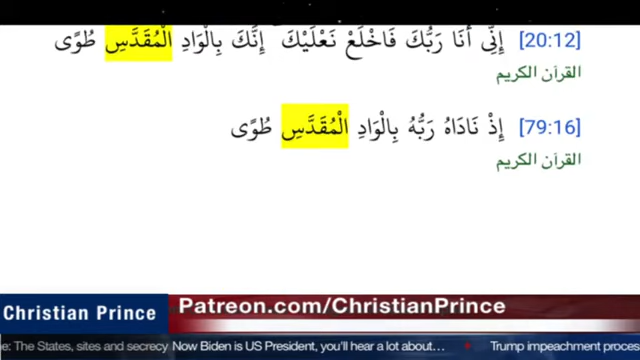 [20:12] إِنِّي أَنَا رَبُّكَ فَاخْلَعْ نَعْلَيْكَ إِنَّكَ بِالْوَادِ الْمُقَدَّسِ طُوًى
القرآن الكريم
[79:16] إِذْ نَادَاهُ رَبُّهُ بِالْوَادِ الْمُقَدَّسِ طُوًى
القرآن الكريم
Christian Prince
Patreon.com/ChristianPrince
The States, sites and secrecy Now Biden is US President, you'll hear a lot about… Trump impeachment